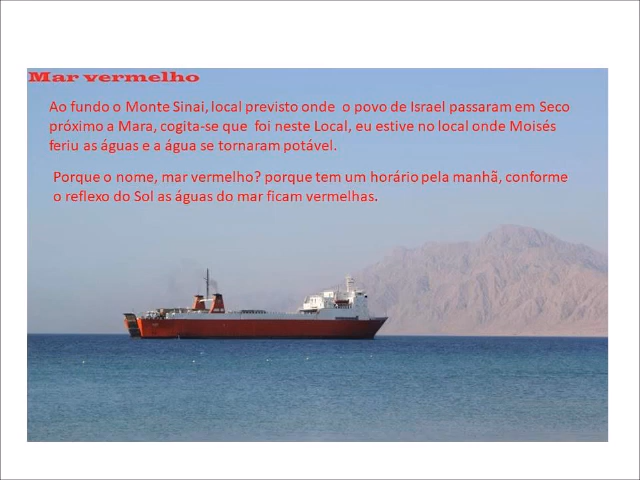 Mar vermelho
Ao fundo o Monte Sinai, local previsto onde o povo de Israel passaram em Seco
próximo a Mara, cogita-se que foi neste Local, eu estive no local onde Moisés
feriu as águas e a água se tornaram potável.
Porque o nome, mar vermelho? porque tem um horário pela manhã, conforme
o reflexo do Sol as águas do mar ficam vermelhas.